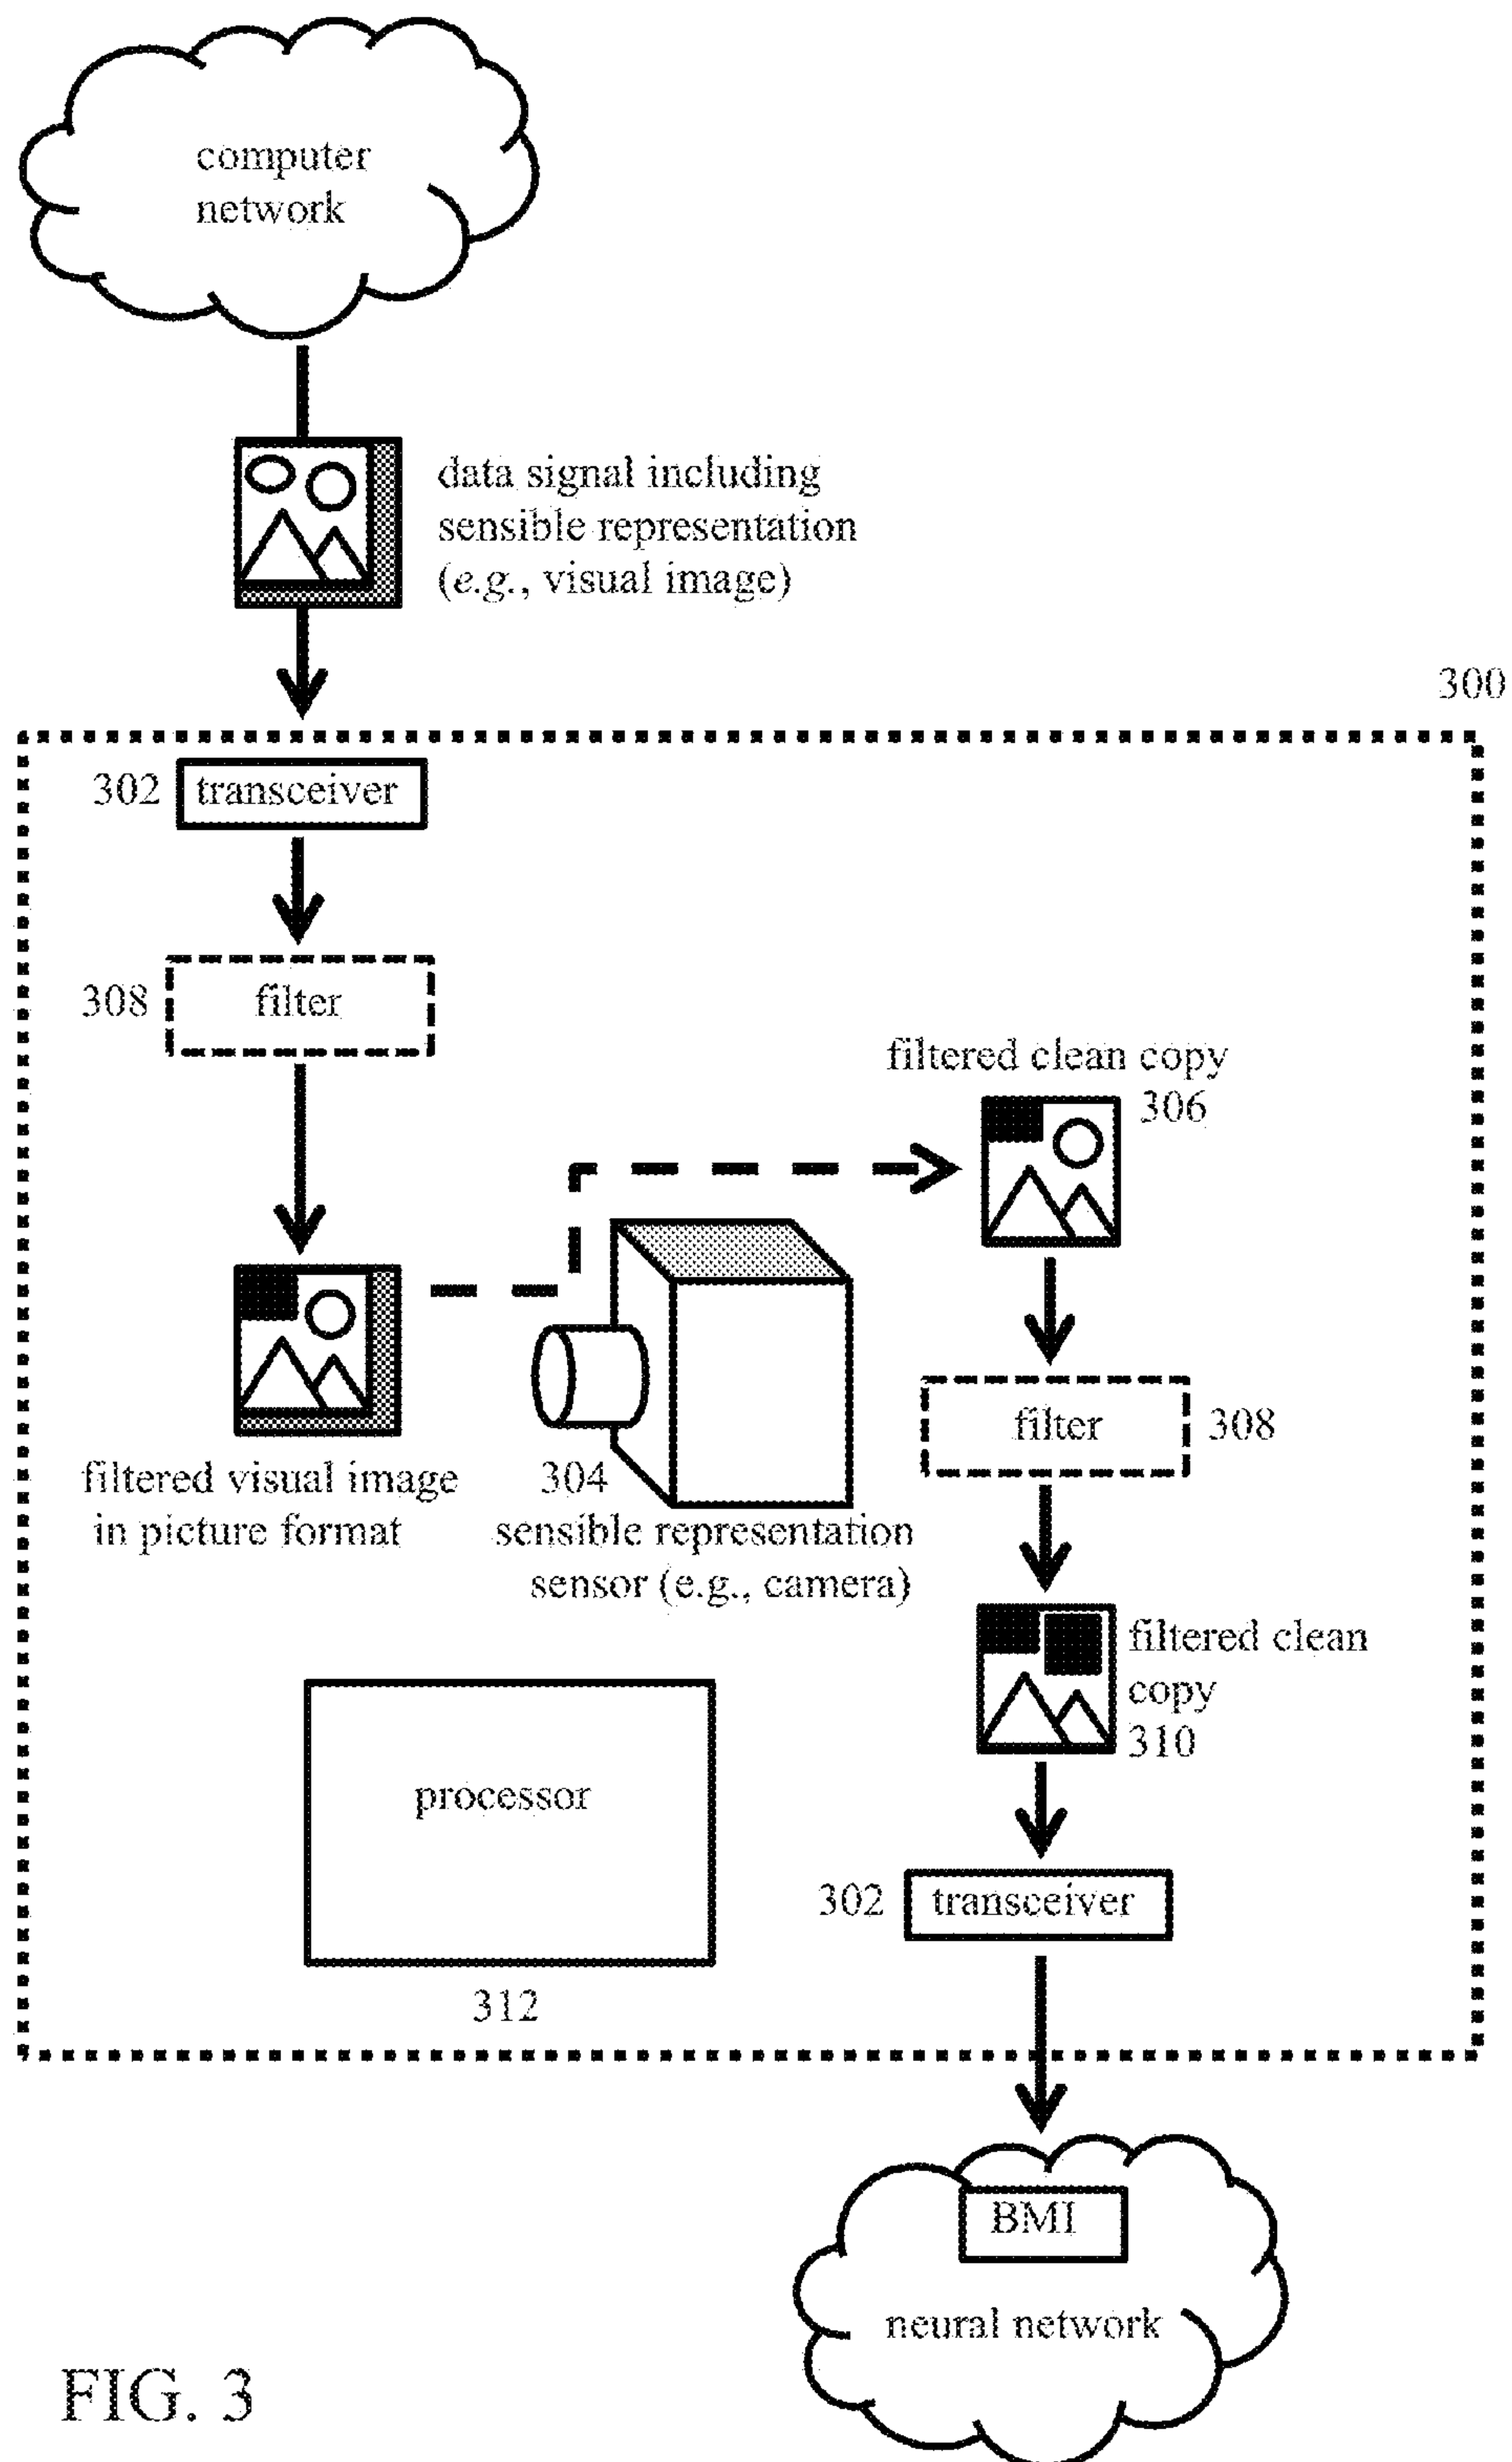 computer
network
data signal including
sensible representation
(e.g., visual image)
300
302 transceiver
308 filter
filtered clean copy
306
filter 308
filtered visual image
in picture format
304
sensible representation
sensor (e.g., camera)
filtered clean
copy
310
processor
312
302 transceiver
BMI
neural network
FIG. 3